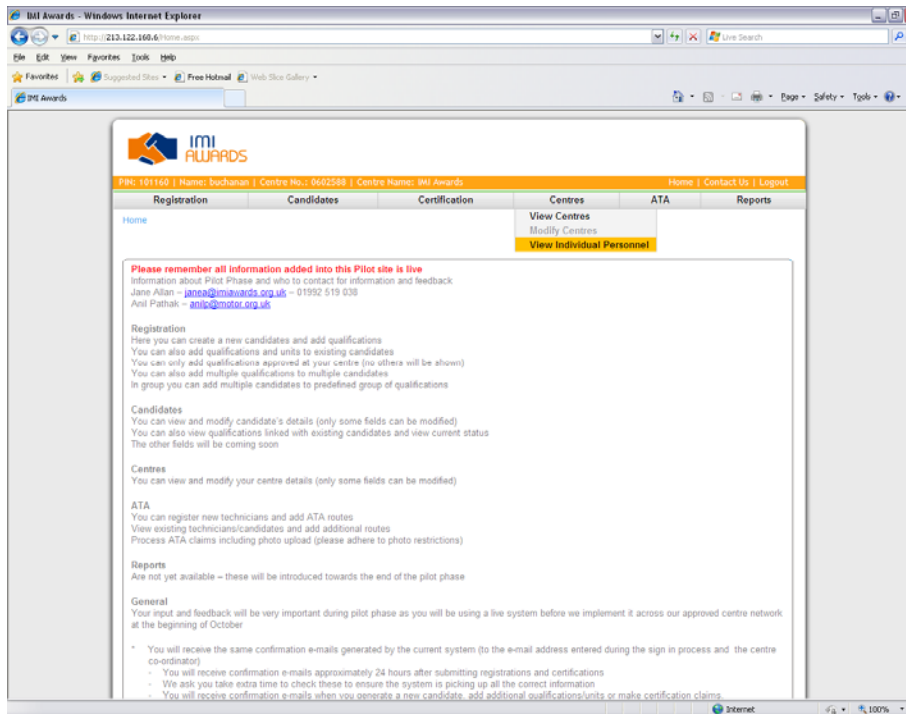 IMI Awards - Windows Internet Explorer
http://213.122.160.6/Home.aspx
Live Search
File Edit View Favorites Tools Help
Favorites Suggested Sites Free Hotmail Web Slice Gallery
IMI Awards
Page Safety Tools
IMI
AWARDS
PIN: 101160 | Name: buchanan | Centre No.: 0602588 | Centre Name: IMI Awards
Home | Contact Us | Logout
Registration Candidates Certification Centres ATA Reports
Home
View Centres
Modify Centres
View Individual Personnel
Please remember all information added into this Pilot site is live
Information about Pilot Phase and who to contact for information and feedback
Jane Allan – janea@imiawards.org.uk – 01992 519 038
Anil Pathak – anilp@motor.org.uk
Registration
Here you can create a new candidates and add qualifications
You can also add qualifications and units to existing candidates
You can only add qualifications approved at your centre (no others will be shown)
You can also add multiple qualifications to multiple candidates
In group you can add multiple candidates to predefined group of qualifications
Candidates
You can view and modify candidate's details (only some fields can be modified)
You can also view qualifications linked with existing candidates and view current status
The other fields will be coming soon
Centres
You can view and modify your centre details (only some fields can be modified)
ATA
You can register new technicians and add ATA routes
View existing technicians/candidates and add additional routes
Process ATA claims including photo upload (please adhere to photo restrictions)
Reports
Are not yet available – these will be introduced towards the end of the pilot phase
General
Your input and feedback will be very important during pilot phase as you will be using a live system before we implement it across our approved centre network
at the beginning of October
* You will receive the same confirmation e-mails generated by the current system (to the e-mail address entered during the sign in process and the centre
co-ordinator)
- You will receive confirmation e-mails approximately 24 hours after submitting registrations and certifications
- We ask you take extra time to check these to ensure the system is picking up all the correct information
- You will receive confirmation e-mails when you generate a new candidate, add additional qualifications/units or make certification claims.
Internet
100%